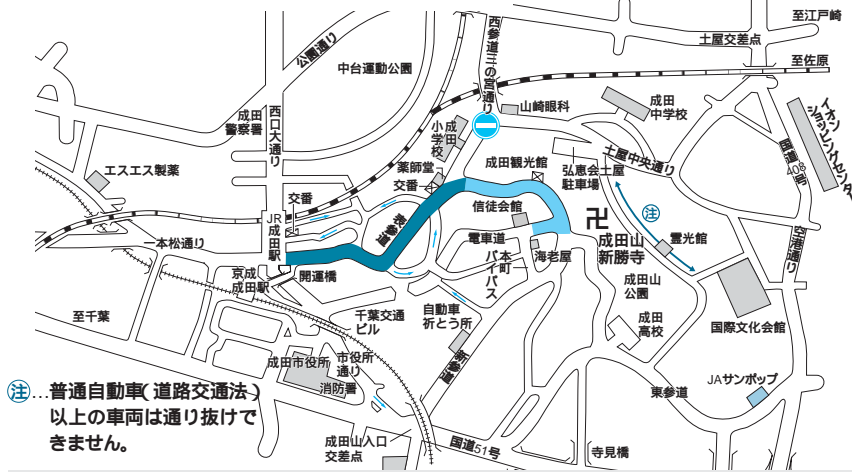 至江戸崎
西参道三の宮通り
土屋交差点
公園通り
至佐原
中台運動公園
イオン
ショッピングセンター
成田
中学校
山崎眼科
成田
警察署
西口大通り
成田
小学校
国道408号
土屋中央通り
薬師堂
成田観光館
弘恵会土屋
駐車場
エスエス製薬
交番
交番
信徒会館
注
卍
JR
成田駅
表参道
空港通り
一本松通り
電車道
成田山
新勝寺
霊光館
本町
バイパス
海老屋
京成
成田駅
開運橋
成田山
公園
至千葉
千葉交通
ビル
自動車
祈とう所
成田
高校
国際文化会館
新参道
成田市役所
市役所
通り
消防署
JAサンポップ
東参道
注…普通自動車(道路交通法)
以上の車両は通り抜けで
きません。
成田山入口
交差点
国道51号
寺見橋